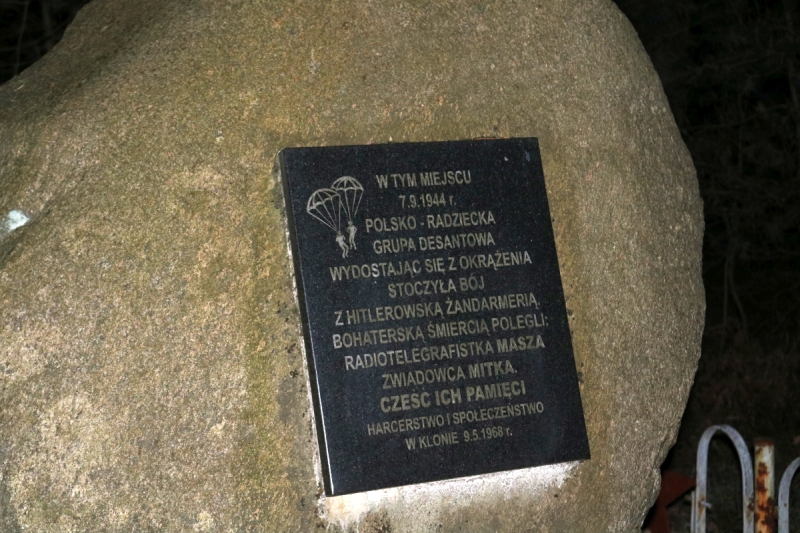 W TYM MIEJSCU
7.9.1944 r.
POLSKO - RADZIECKA
GRUPA DESANTOWA
WYDOSTAJĄC SIĘ Z OKRĄŻENIA
STOCZYŁA BÓJ
Z HITLEROWSKĄ ŻANDARMERIĄ.
BOHATERSKĄ ŚMIERCIĄ POLEGLI:
RADIOTELEGRAFISTKA MASZA
ZWIADOWCA MITKA.
CZEŚĆ ICH PAMIĘCI
HARCERSTWO I SPOŁECZEŃSTWO
W KLONIE 9.5.1968 r.